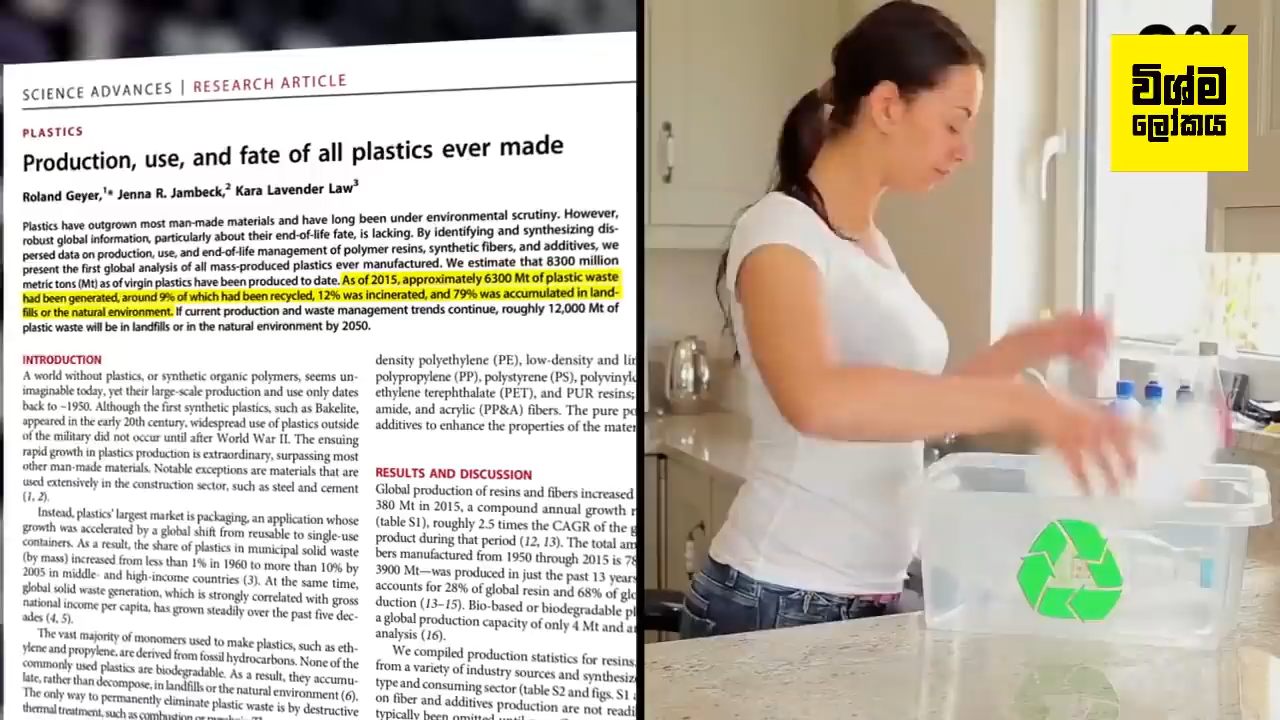 SCIENCE ADVANCES | RESEARCH ARTICLE
PLASTICS
Production, use, and fate of all plastics ever made
Roland Geyer,¹* Jenna R. Jambeck,² Kara Lavender Law³
Plastics have outgrown most man-made materials and have long been under environmental scrutiny. However,
robust global information, particularly about their end-of-life fate, is lacking. By identifying and synthesizing dis-
persed data on production, use, and end-of-life management of polymer resins, synthetic fibers, and additives, we
present the first global analysis of all mass-produced plastics ever manufactured. We estimate that 8300 million
metric tons (Mt) as of virgin plastics have been produced to date. As of 2015, approximately 6300 Mt of plastic waste
had been generated, around 9% of which had been recycled, 12% was incinerated, and 79% was accumulated in land-
fills or the natural environment. If current production and waste management trends continue, roughly 12,000 Mt of
plastic waste will be in landfills or in the natural environment by 2050.
INTRODUCTION
A world without plastics, or synthetic organic polymers, seems un-
imaginable today, yet their large-scale production and use only dates
back to ~1950. Although the first synthetic plastics, such as Bakelite,
appeared in the early 20th century, widespread use of plastics outside
of the military did not occur until after World War II. The ensuing
rapid growth in plastics production is extraordinary, surpassing most
other man-made materials. Notable exceptions are materials that are
used extensively in the construction sector, such as steel and cement
(1, 2).
Instead, plastics' largest market is packaging, an application whose
growth was accelerated by a global shift from reusable to single-use
containers. As a result, the share of plastics in municipal solid waste
(by mass) increased from less than 1% in 1960 to more than 10% by
2005 in middle- and high-income countries (3). At the same time,
global solid waste generation, which is strongly correlated with gross
national income per capita, has grown steadily over the past five dec-
ades (4, 5).
The vast majority of monomers used to make plastics, such as eth-
ylene and propylene, are derived from fossil hydrocarbons. None of the
commonly used plastics are biodegradable. As a result, they accumu-
late, rather than decompose, in landfills or the natural environment (6).
The only way to permanently eliminate plastic waste is by destructive
thermal treatment, such as combustion or
density polyethylene (PE), low-density and
polypropylene (PP), polystyrene (PS),
ethylene terephthalate (PET), and PUR resins;
amide, and acrylic (PP&A) fibers. The pure
additives to enhance the properties of the
RESULTS AND DISCUSSION
Global production of resins and fibers increased
380 Mt in 2015, a compound annual growth
(table S1), roughly 2.5 times the CAGR of the
product during that period (12, 13). The total
bers manufactured from 1950 through 2015 is
3900 Mt—was produced in just the past 13
accounts for 28% of global resin and 68% of
duction (13–15). Bio-based or biodegradable
a global production capacity of only 4 Mt and
analysis (16).
We compiled production statistics for resins,
from a variety of industry sources and
type and consuming sector (table S2 and figs. S1
on fiber and additives production are not
typically been omitted
විශ්ම
ලෝකය